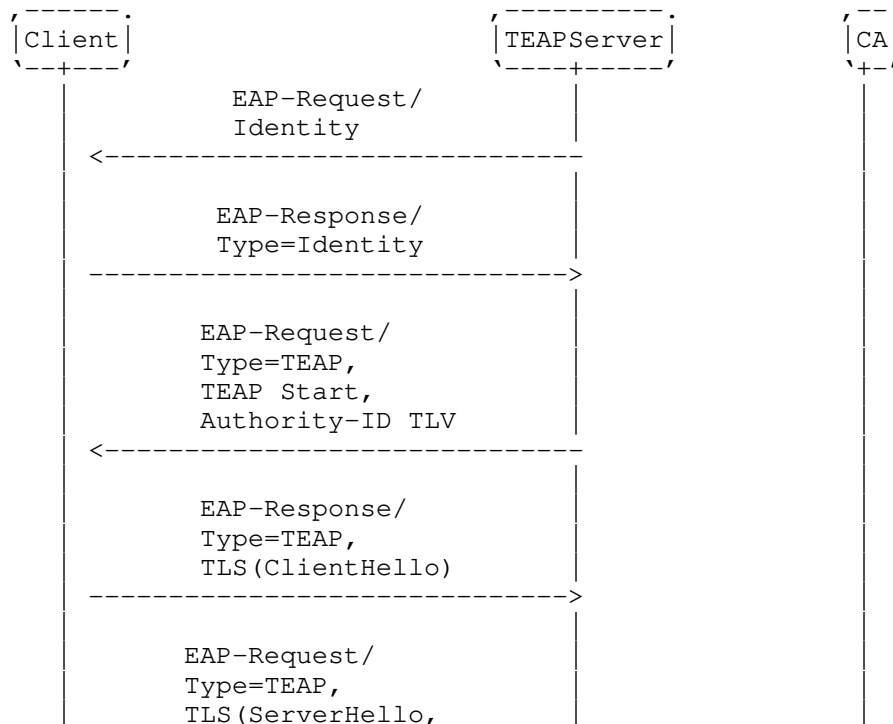 Client TEAPServer CA
EAP-Request/
Identity
EAP-Response/
Type=Identity
EAP-Request/
Type=TEAP,
TEAP Start,
Authority-ID TLV
EAP-Response/
Type=TEAP,
TLS(ClientHello)
EAP-Request/
Type=TEAP,
TLS(ServerHello,